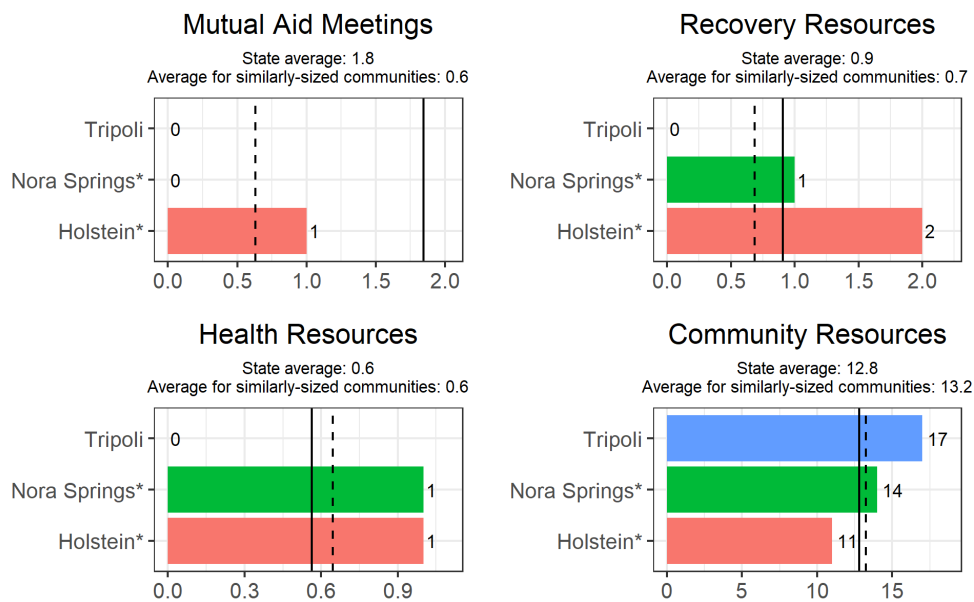 Mutual Aid Meetings
State average: 1.8
Average for similarly-sized communities: 0.6
Tripoli
0
Nora Springs*
0
Holstein*
1
0.0 0.5 1.0 1.5 2.0
Recovery Resources
State average: 0.9
Average for similarly-sized communities: 0.7
Tripoli
0
Nora Springs*
1
Holstein*
2
0.0 0.5 1.0 1.5 2.0
Health Resources
State average: 0.6
Average for similarly-sized communities: 0.6
Tripoli
0
Nora Springs*
1
Holstein*
1
0.0 0.3 0.6 0.9
Community Resources
State average: 12.8
Average for similarly-sized communities: 13.2
Tripoli
17
Nora Springs*
14
Holstein*
11
0 5 10 15